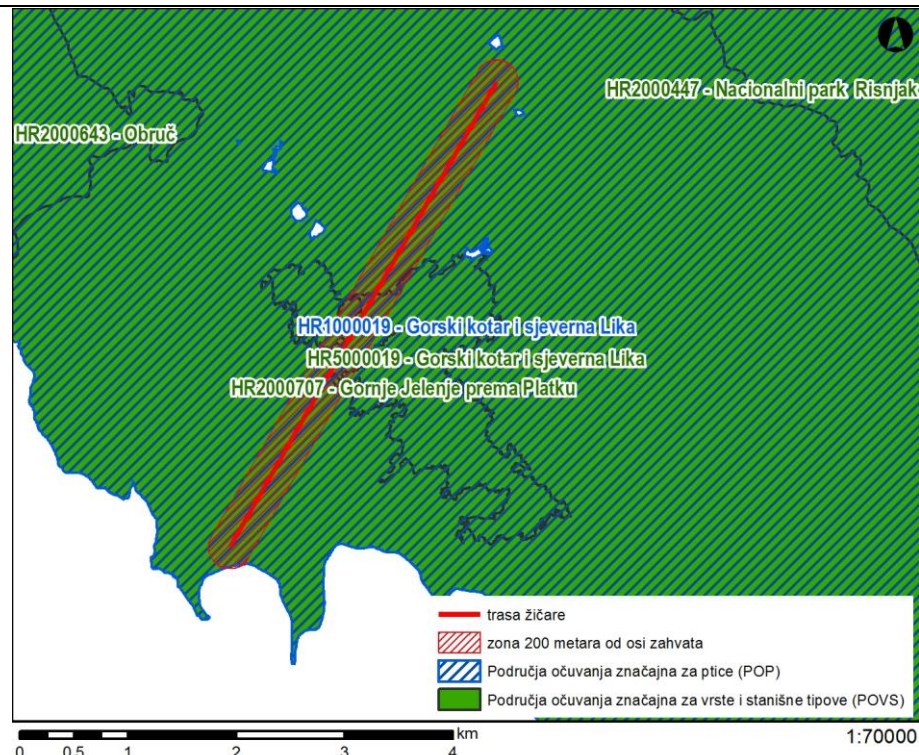 HR2000447 - Nacionalni park Risnjak
HR2000643 - Obruč
HR1000019 - Gorski kotar i sjeverna Lika
HR5000019 - Gorski kotar i sjeverna Lika
HR2000707 - Gornje Jelenje prema Platku
trasa žičare
zona 200 metara od osi zahvata
Područja očuvanja značajna za ptice (POP)
Područja očuvanja značajna za vrste i stanišne tipove (POVS)
km
1:70000
0 0.5 1 2 3 4